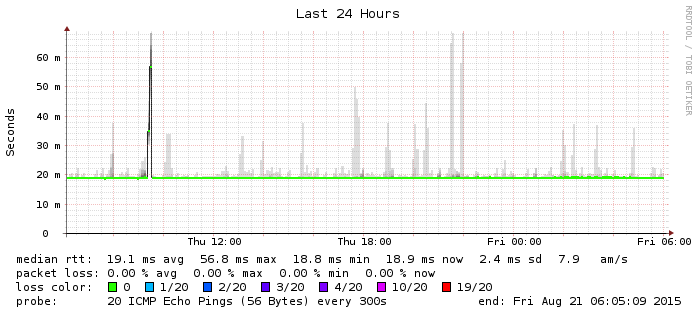 Last 24 Hours
RRDTOOL / TOBI OETIKER
Seconds
60 m
50 m
40 m
30 m
20 m
10 m
0
Thu 12:00 Thu 18:00 Fri 00:00 Fri 06:00
median rtt: 19.1 ms avg 56.8 ms max 18.8 ms min 18.9 ms now 2.4 ms sd 7.9 am/s
packet loss: 0.00 % avg 0.00 % max 0.00 % min 0.00 % now
loss color: 0 1/20 2/20 3/20 4/20 10/20 19/20
probe: 20 ICMP Echo Pings (56 Bytes) every 300s end: Fri Aug 21 06:05:09 2015